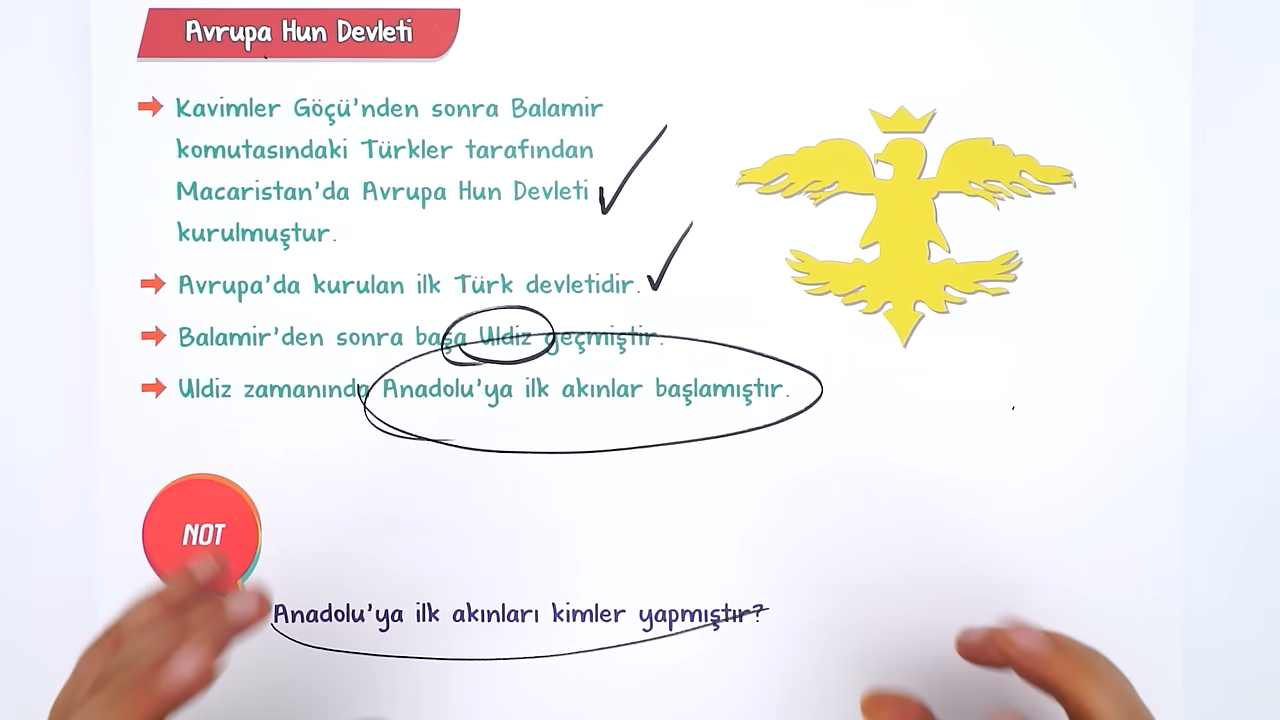 Avrupa Hun Devleti
Kavimler Göçü'nden sonra Balamir
komutasındaki Türkler tarafından
Macaristan'da Avrupa Hun Devleti
kurulmuştur.
Avrupa'da kurulan ilk Türk devletidir.
Balamir'den sonra başa Uldiz geçmiştir.
Uldiz zamanında Anadolu'ya ilk akınlar başlamıştır.
NOT
Anadolu'ya ilk akınları kimler yapmıştır?